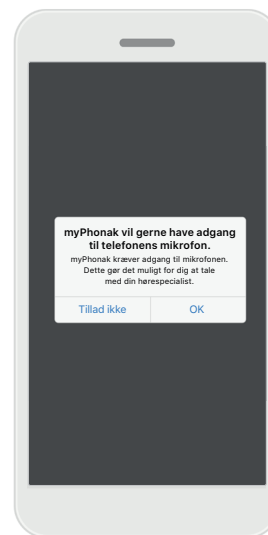 myPhonak vil gerne have adgang
til telefonens mikrofon.
myPhonak kræver adgang til mikrofonen.
Dette gør det muligt for dig at tale
med din hørespecialist.
Tillad ikke
OK